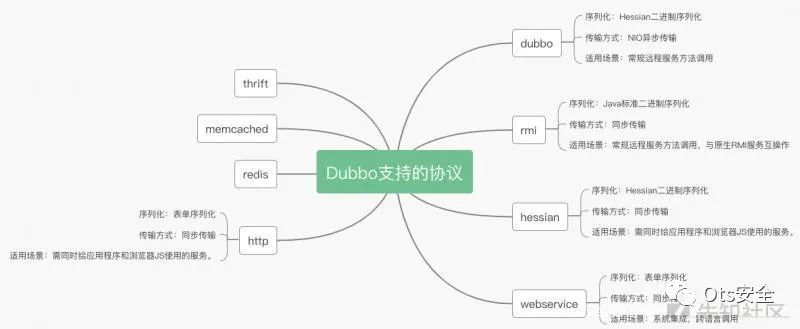 Dubbo支持的协议
dubbo
序列化：Hessian二进制序列化
传输方式：NIO异步传输
适用场景：常规远程服务方法调用
rmi
序列化：Java标准二进制序列化
传输方式：同步传输
适用场景：常规远程服务方法调用，与原生RMI服务互操作
hessian
序列化：Hessian二进制序列化
传输方式：同步传输
适用场景：需同时给应用程序和浏览器JS使用的服务。
webservice
序列化：表单序列化
传输方式：同步
适用场景：系统集成，跨语言调用
thrift
memcached
redis
http
序列化：表单序列化
传输方式：同步传输
适用场景：需同时给应用程序和浏览器JS使用的服务。
Ots安全
先知社区